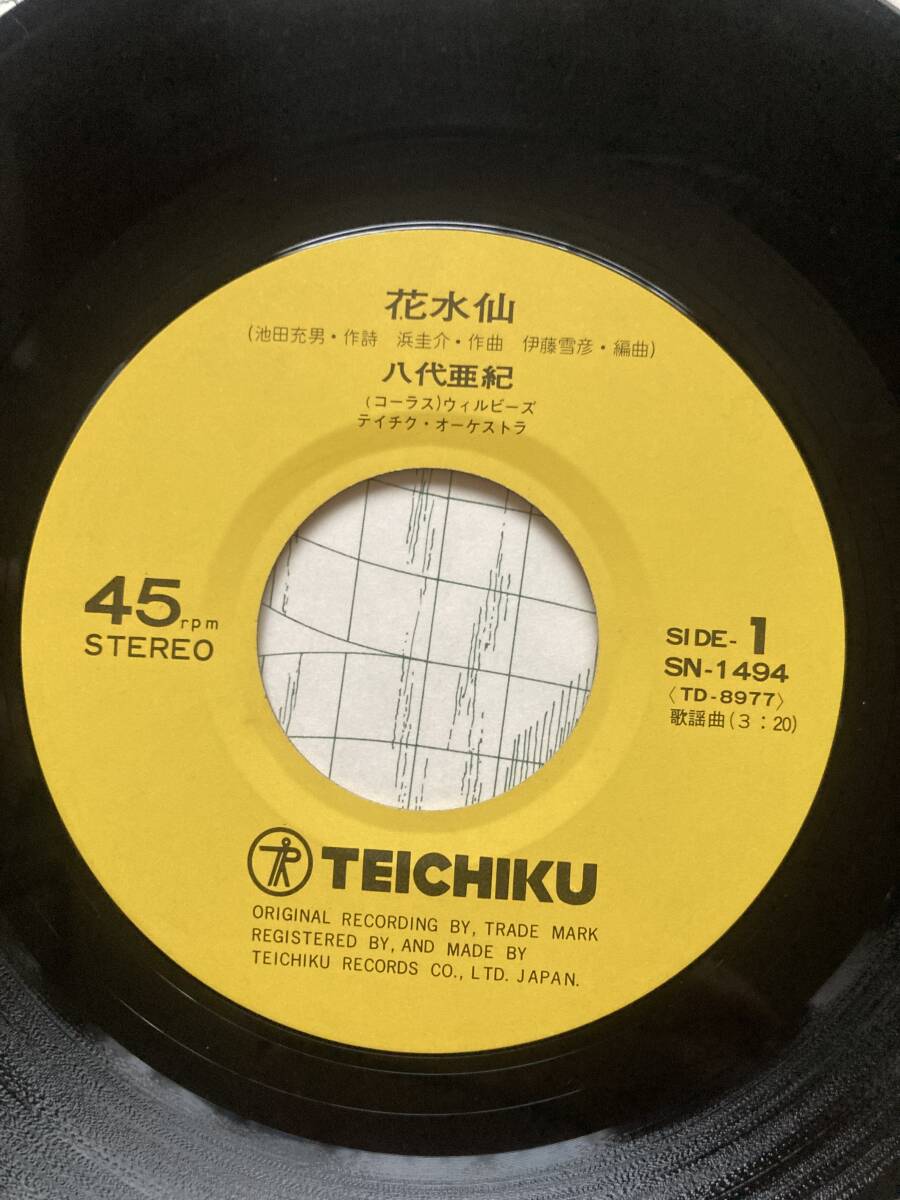 花水仙
(池田充男・作詩 浜圭介・作曲 伊藤雪彦・編曲)
八代亜紀
(コーラス)ウィルビーズ
テイチク・オーケストラ
45rpm
STEREO
SIDE-1
SN-1494
〈TD-8977〉
歌謡曲(3:20)
TEICHIKU
ORIGINAL RECORDING BY, TRADE MARK
REGISTERED BY, AND MADE BY
TEICHIKU RECORDS CO., LTD. JAPAN.